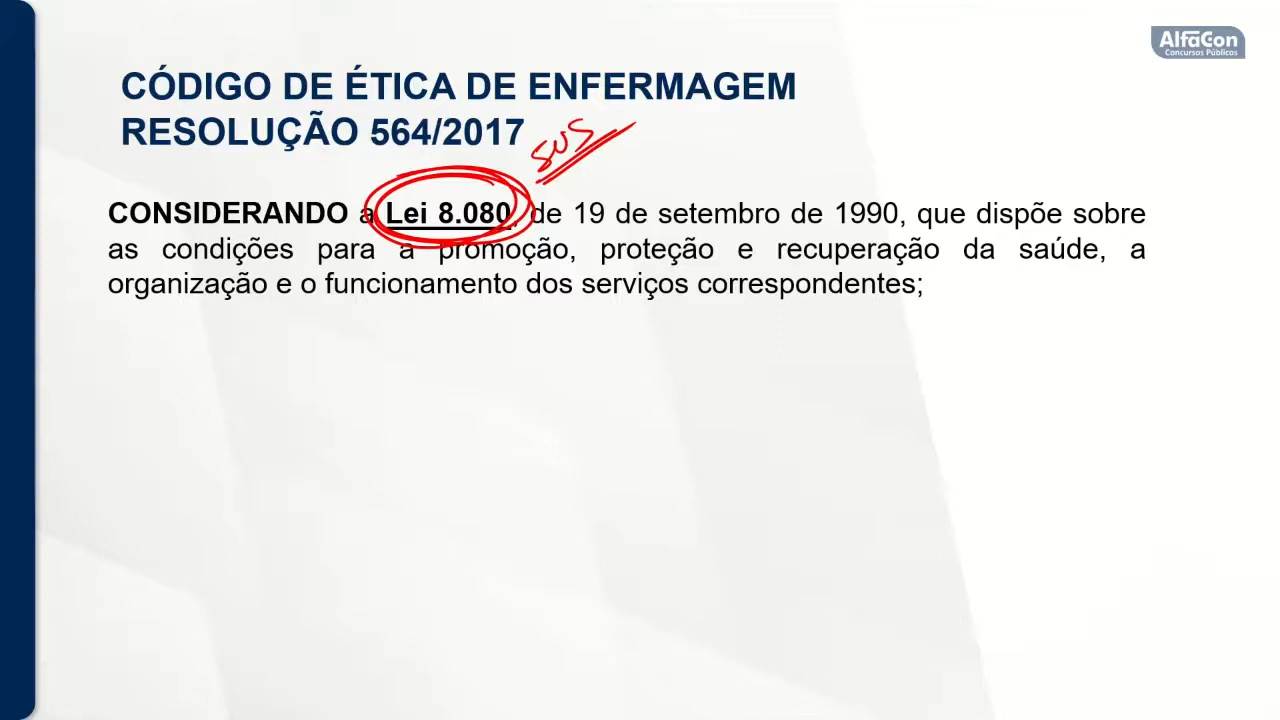 AlfaCon
Concursos Públicos
CÓDIGO DE ÉTICA DE ENFERMAGEM
RESOLUÇÃO 564/2017
SUS
CONSIDERANDO a Lei 8.080, de 19 de setembro de 1990, que dispõe sobre
as condições para a promoção, proteção e recuperação da saúde, a
organização e o funcionamento dos serviços correspondentes;